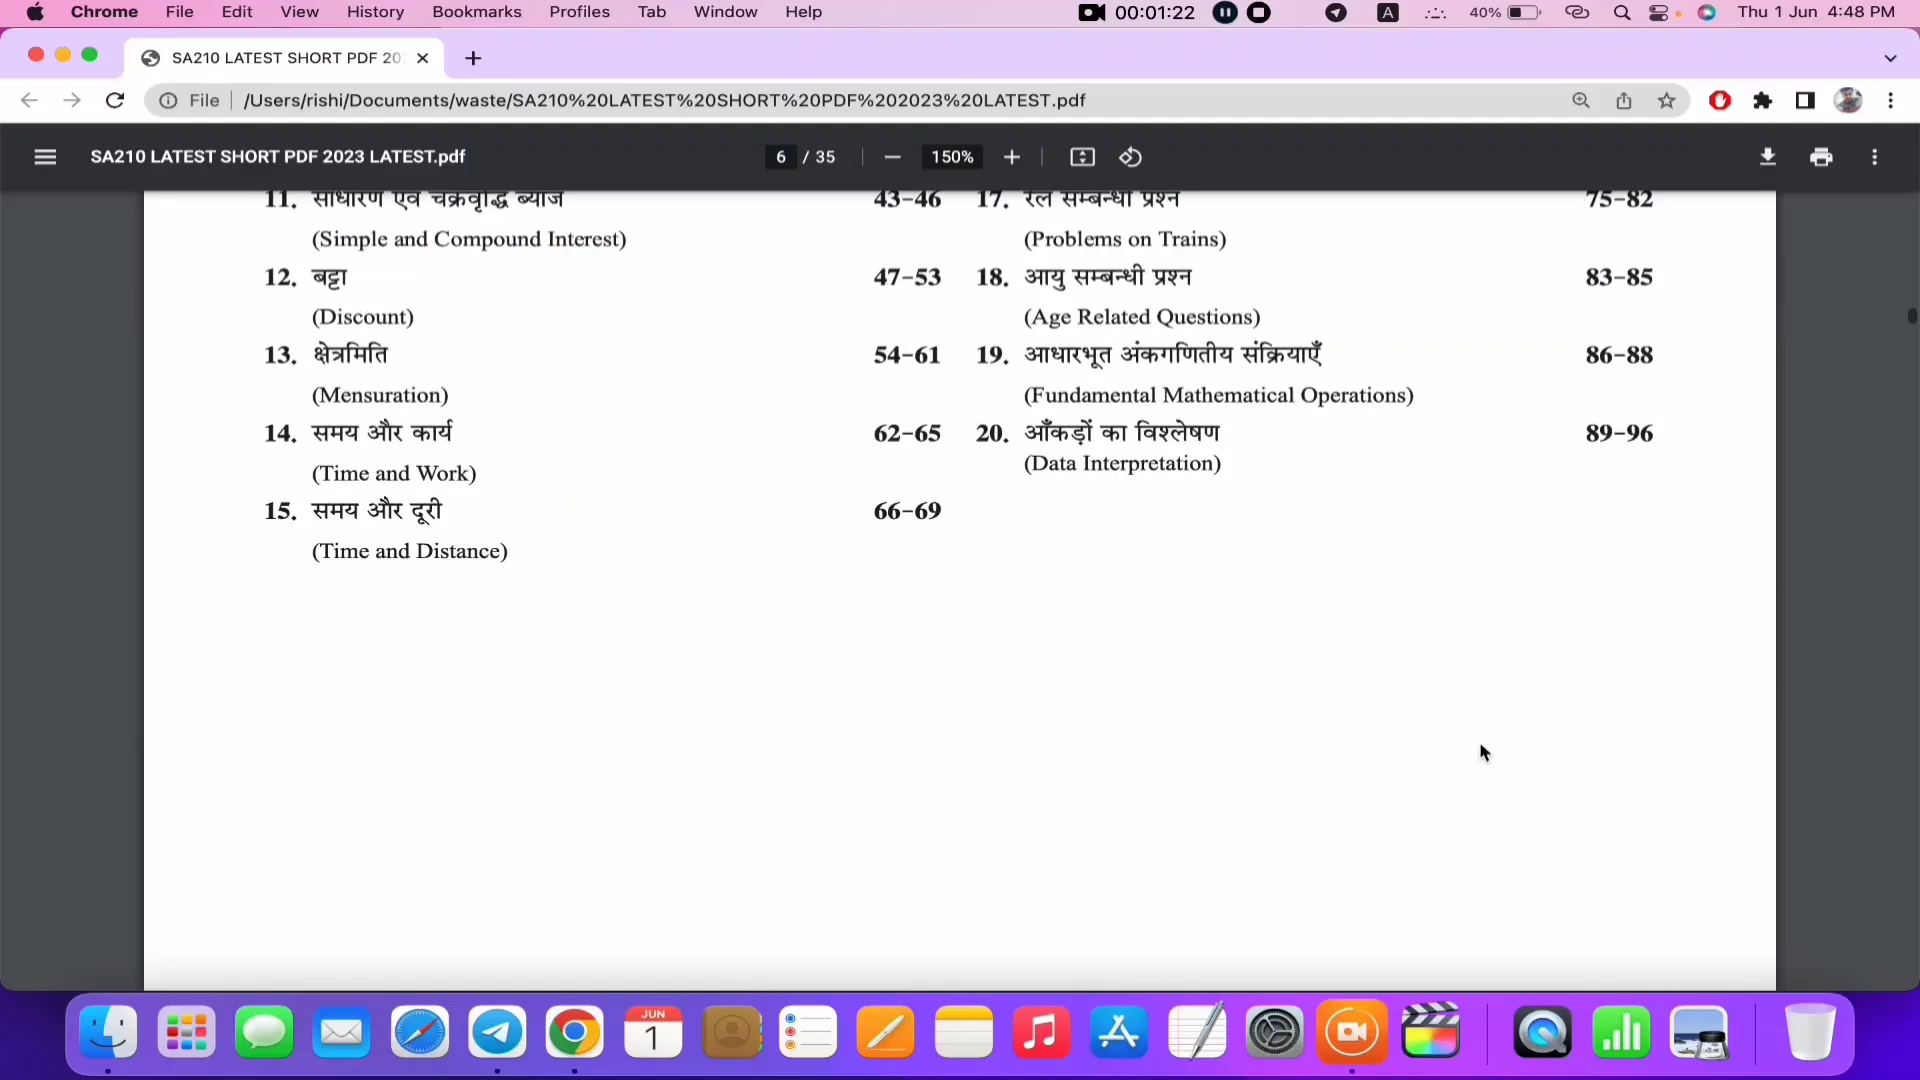 Chrome File Edit View History Bookmarks Profiles Tab Window Help 00:01:22 A 40% Thu 1 Jun 4:48 PM
SA210 LATEST SHORT PDF 20
File /Users/rishi/Documents/waste/SA210%20LATEST%20SHORT%20PDF%202023%20LATEST.pdf
SA210 LATEST SHORT PDF 2023 LATEST.pdf 6 / 35 150%
11. साधारण एवं चक्रवृद्धि ब्याज 43–46
(Simple and Compound Interest)
12. बट्टा 47–53
(Discount)
13. क्षेत्रमिति 54–61
(Mensuration)
14. समय और कार्य 62–65
(Time and Work)
15. समय और दूरी 66–69
(Time and Distance)
17. रेल सम्बन्धी प्रश्न 75–82
(Problems on Trains)
18. आयु सम्बन्धी प्रश्न 83–85
(Age Related Questions)
19. आधारभूत अंकगणितीय संक्रियाएँ 86–88
(Fundamental Mathematical Operations)
20. आँकड़ों का विश्लेषण 89–96
(Data Interpretation)
JUN
1